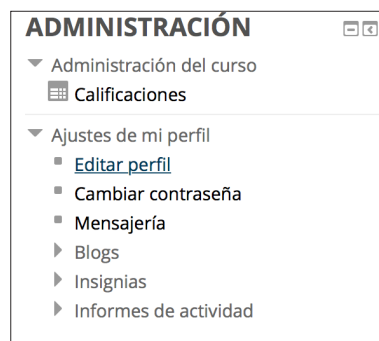 ADMINISTRACIÓN
Administración del curso
Calificaciones
Ajustes de mi perfil
Editar perfil
Cambiar contraseña
Mensajería
Blogs
Insignias
Informes de actividad